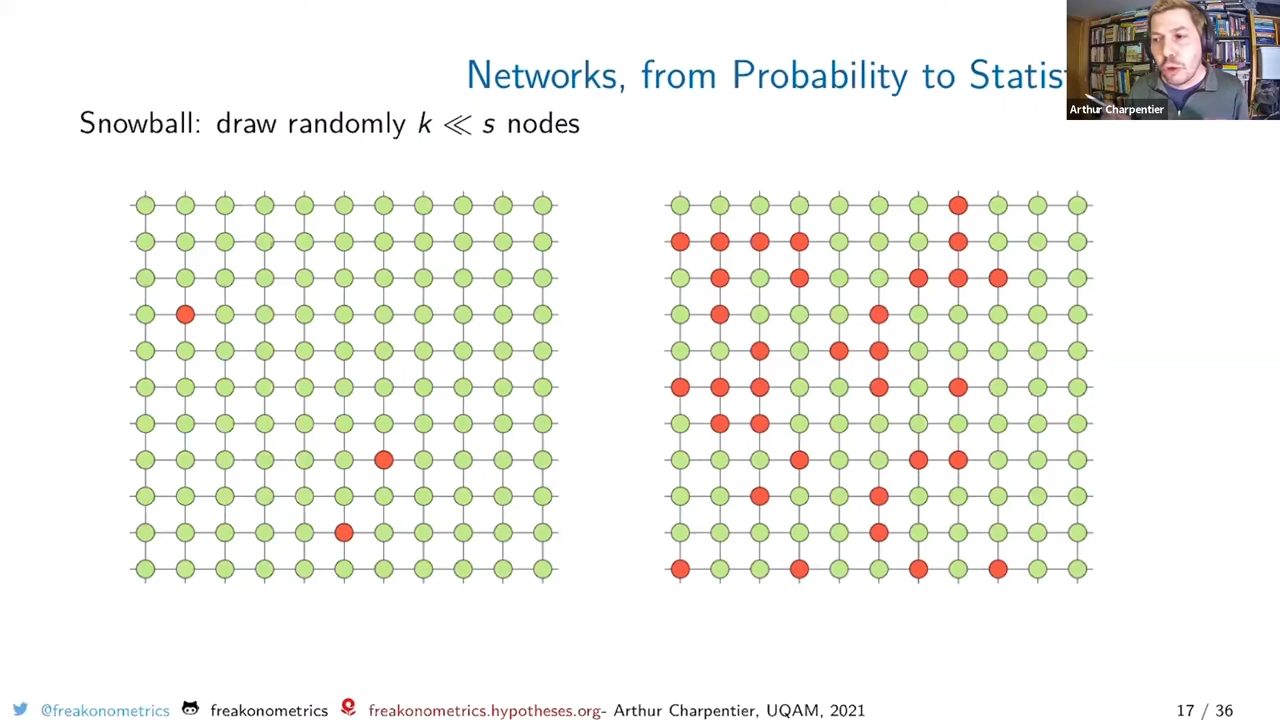 Networks, from Probability to Statis
Arthur Charpentier
Snowball: draw randomly k ≪ s nodes
@freakonometrics freakonometrics freakonometrics.hypotheses.org- Arthur Charpentier, UQAM, 2021 17 / 36